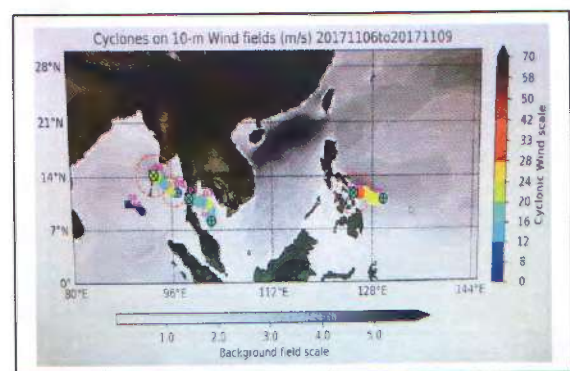 Cyclones on 10-m Wind fields (m/s) 20171106to20171109
28°N
21°N
14°N
7°N
0°
80°E 96°E 112°E 128°E 144°E
70
58
50
42
33
28
24
20
16
12
8
0
Cyclonic Wind scale
1.0 2.0 3.0 4.0 5.0
Background field scale